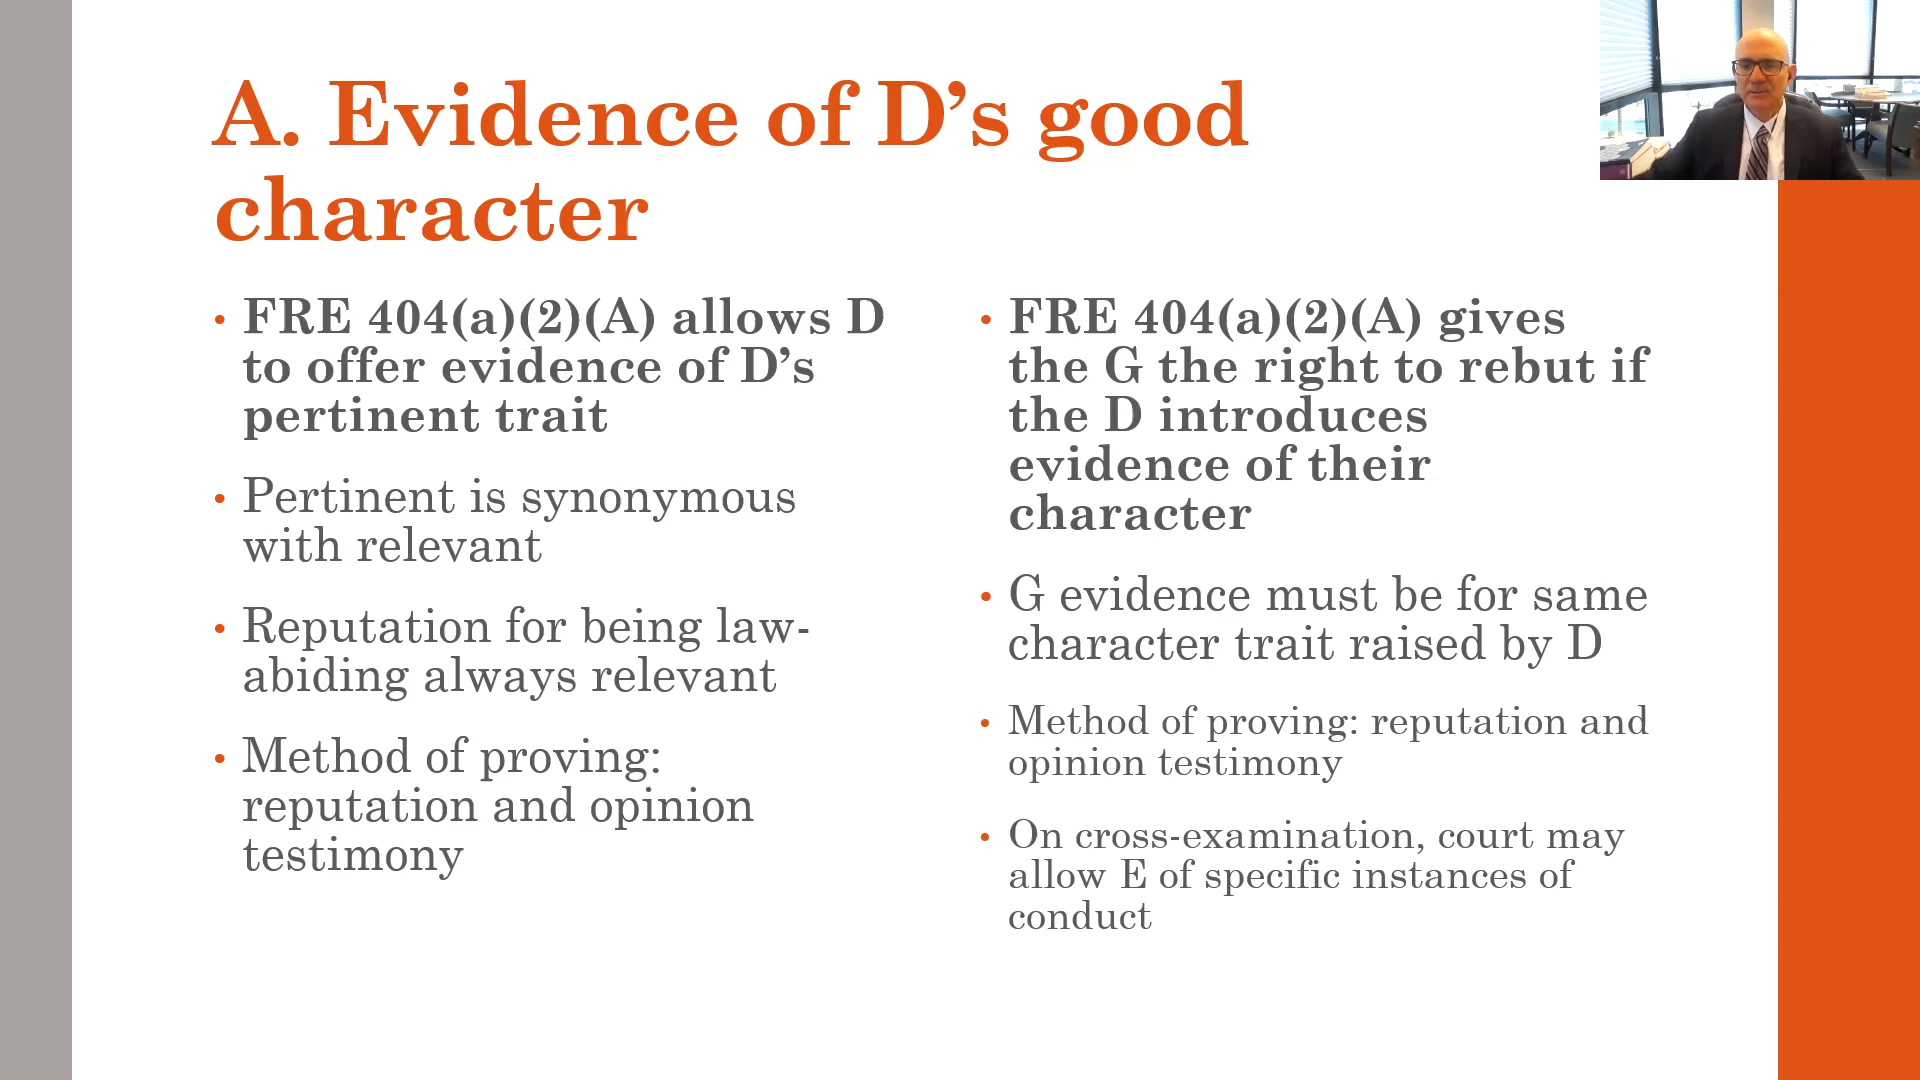 A. Evidence of D’s good
character
• FRE 404(a)(2)(A) allows D
to offer evidence of D’s
pertinent trait
• Pertinent is synonymous
with relevant
• Reputation for being law-
abiding always relevant
• Method of proving:
reputation and opinion
testimony
• FRE 404(a)(2)(A) gives
the G the right to rebut if
the D introduces
evidence of their
character
• G evidence must be for same
character trait raised by D
• Method of proving: reputation and
opinion testimony
• On cross-examination, court may
allow E of specific instances of
conduct